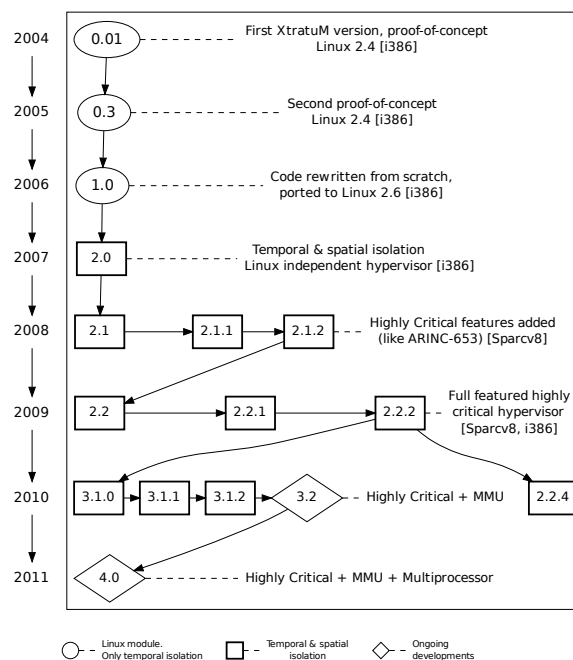 2004
0.01
First XtratuM version, proof-of-concept
Linux 2.4 [i386]
2005
0.3
Second proof-of-concept
Linux 2.4 [i386]
2006
1.0
Code rewritten from scratch,
ported to Linux 2.6 [i386]
2007
2.0
Temporal & spatial isolation
Linux independent hypervisor [i386]
2008
2.1
2.1.1
2.1.2
Highly Critical features added
(like ARINC-653) [Sparcv8]
2009
2.2
2.2.1
2.2.2
Full featured highly
critical hypervisor
[Sparcv8, i386]
2010
3.1.0
3.1.1
3.1.2
3.2
Highly Critical + MMU
2.2.4
2011
4.0
Highly Critical + MMU + Multiprocessor
Linux module.
Only temporal isolation
Temporal & spatial
isolation
Ongoing
developments